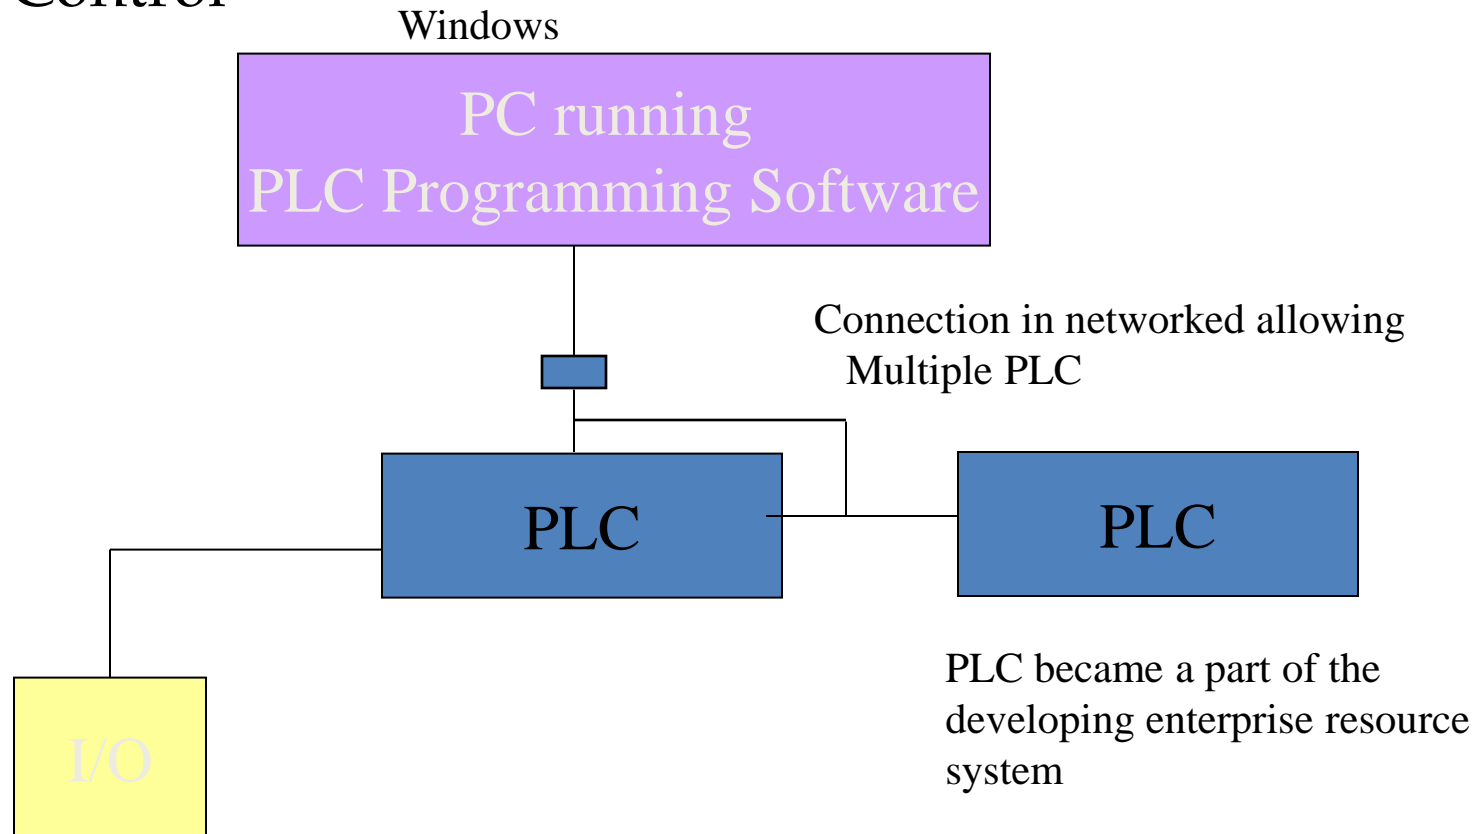 Control
Windows
PC running
PLC Programming Software
Connection in networked allowing
Multiple PLC
PLC
PLC
PLC became a part of the
developing enterprise resource
system
I/O